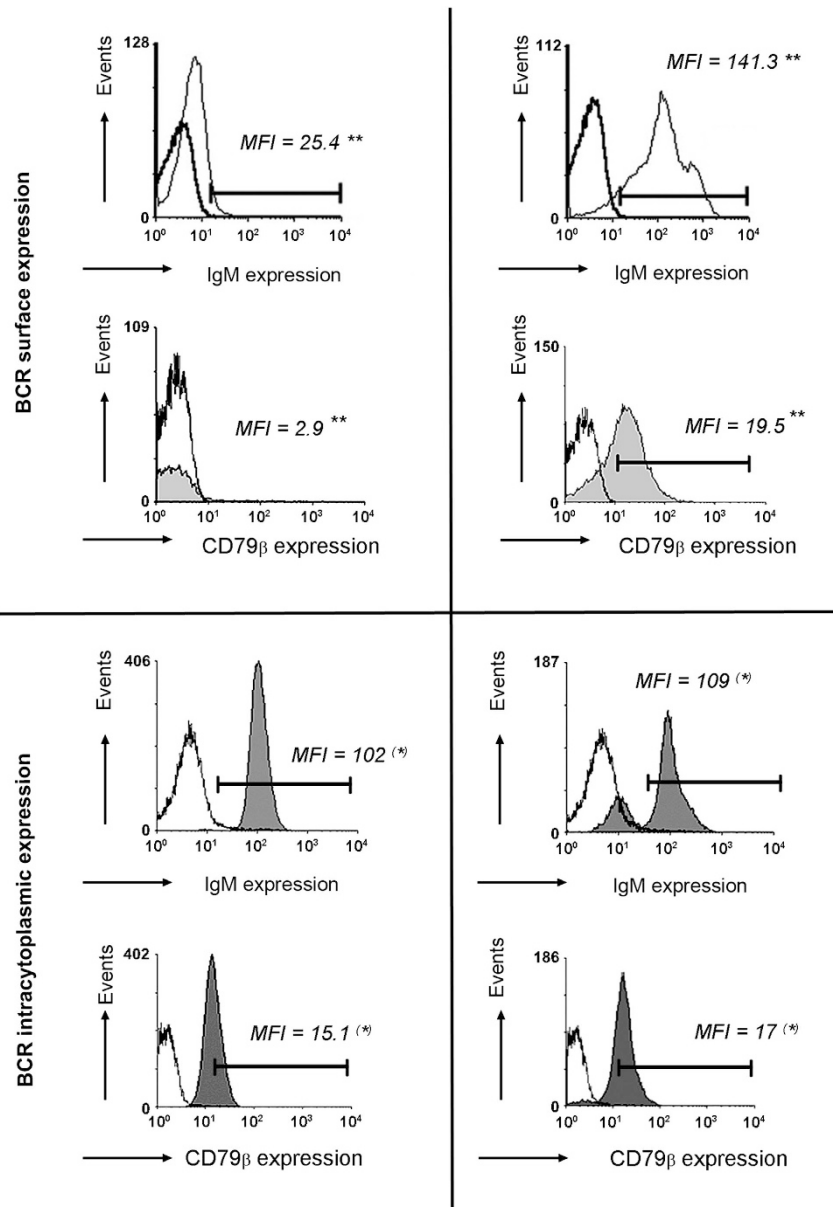 BCR surface expression
128
Events
MFI = 25.4 **
0
10⁰ 10¹ 10² 10³ 10⁴
IgM expression
112
Events
MFI = 141.3 **
0
10⁰ 10¹ 10² 10³ 10⁴
IgM expression
109
Events
MFI = 2.9 **
0
10⁰ 10¹ 10² 10³ 10⁴
CD79β expression
150
Events
MFI = 19.5 **
0
10⁰ 10¹ 10² 10³ 10⁴
CD79β expression
BCR intracytoplasmic expression
406
Events
MFI = 102 (*)
0
10⁰ 10¹ 10² 10³ 10⁴
IgM expression
187
Events
MFI = 109 (*)
0
10⁰ 10¹ 10² 10³ 10⁴
IgM expression
402
Events
MFI = 15.1 (*)
0
10⁰ 10¹ 10² 10³ 10⁴
CD79β expression
186
Events
MFI = 17 (*)
0
10⁰ 10¹ 10² 10³ 10⁴
CD79β expression